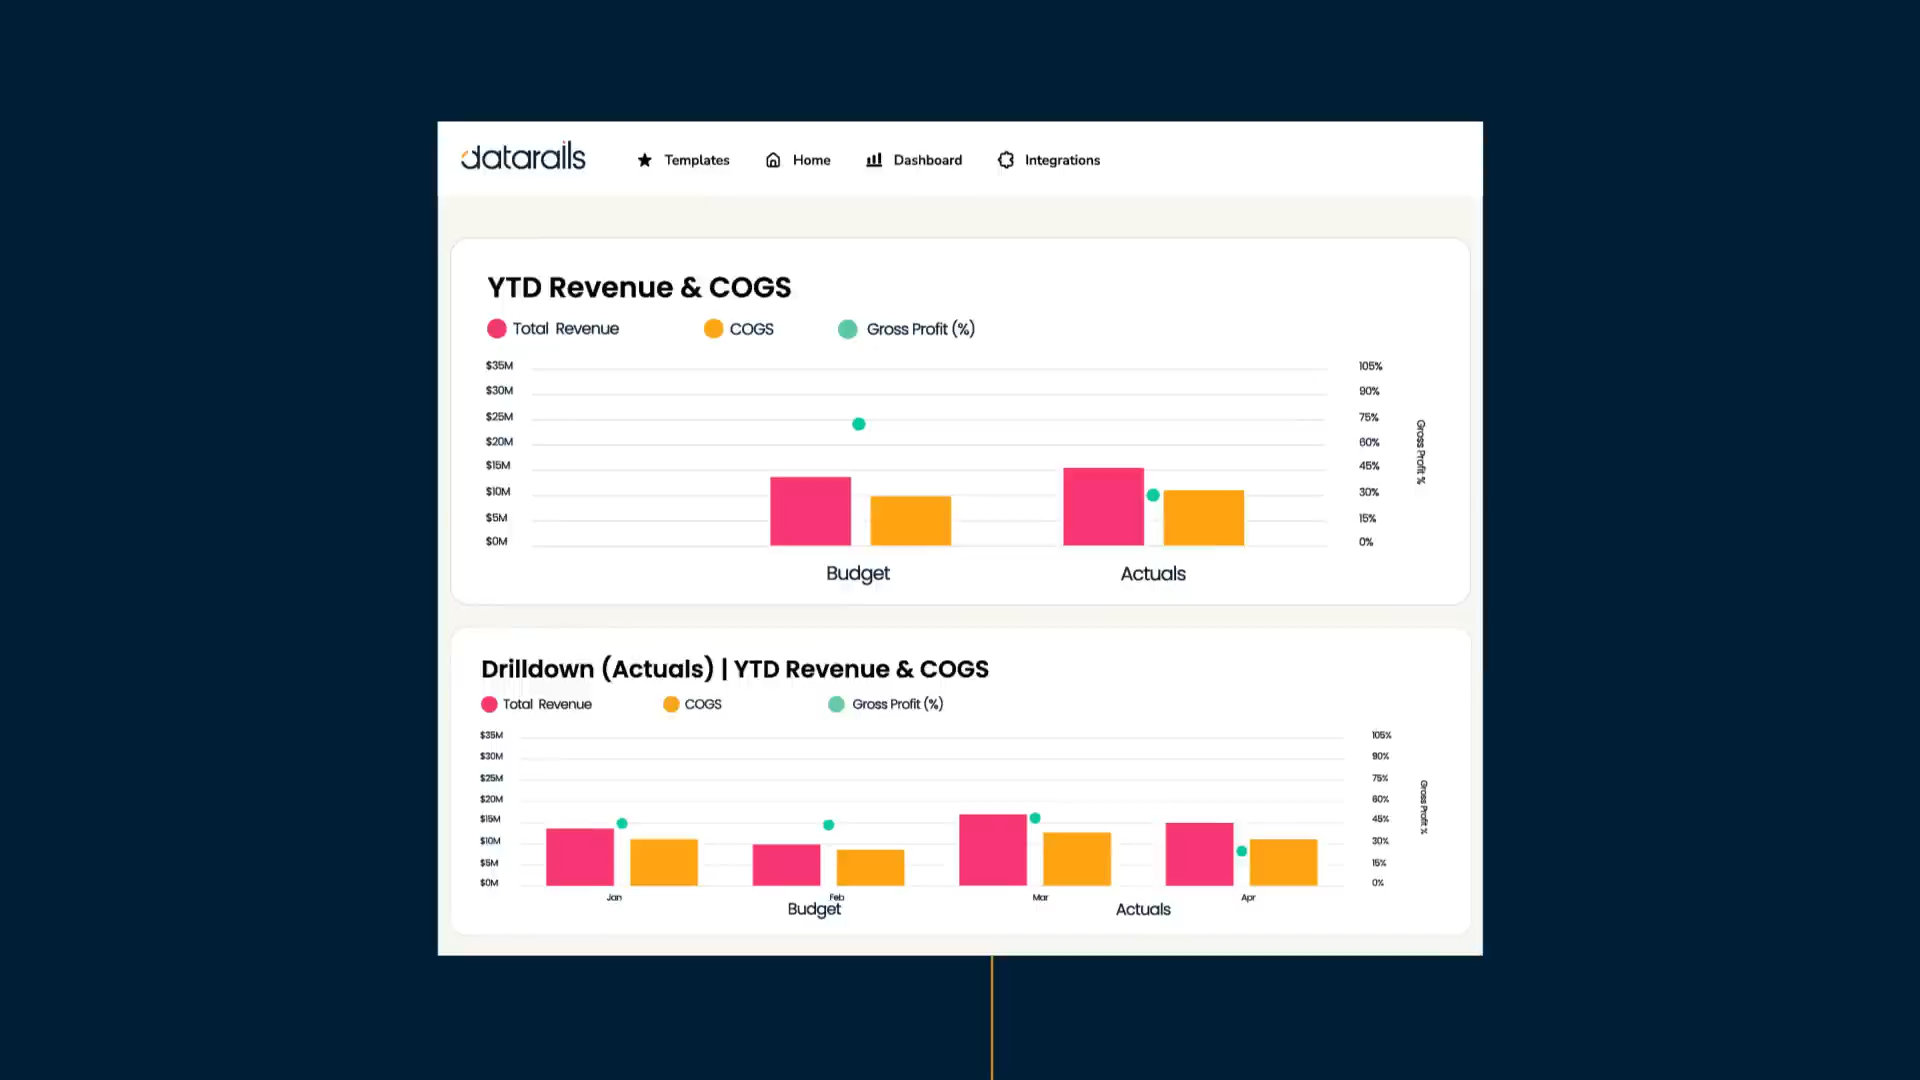 datarails Templates Home Dashboard Integrations
YTD Revenue & COGS
Total Revenue COGS Gross Profit (%)
$35M 105%
$30M 90%
$25M 75%
$20M 60%
$15M 45%
$10M 30%
$5M 15%
$0M 0%
Gross Profit %
Budget Actuals
Drilldown (Actuals) | YTD Revenue & COGS
Total Revenue COGS Gross Profit (%)
$35M 105%
$30M 90%
$25M 75%
$20M 60%
$15M 45%
$10M 30%
$5M 15%
$0M 0%
Gross Profit %
Jan Feb Mar Apr
Budget Actuals